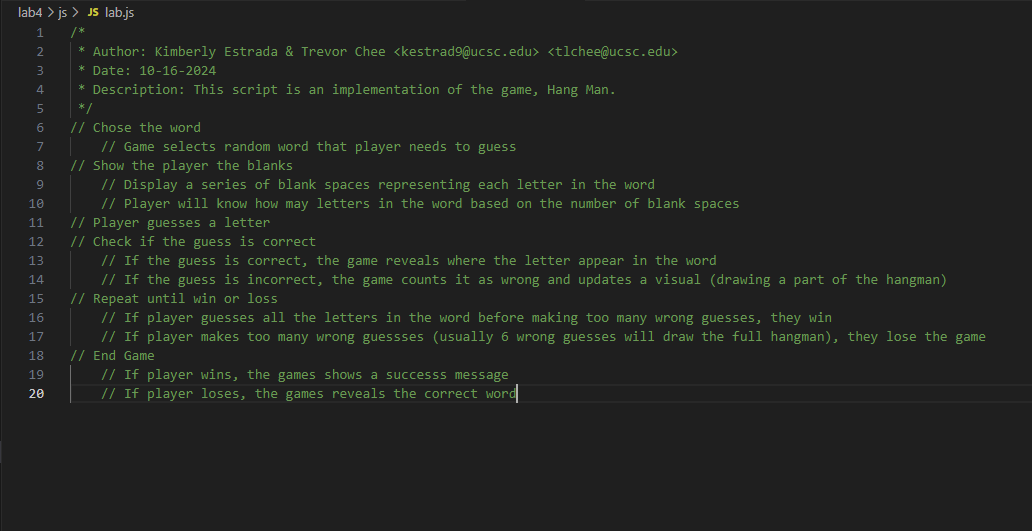 lab4 > js > JS lab.js
1 /*
2 * Author: Kimberly Estrada & Trevor Chee <kestrad9@ucsc.edu> <tlchee@ucsc.edu>
3 * Date: 10-16-2024
4 * Description: This script is an implementation of the game, Hang Man.
5 */
6 // Chose the word
7 // Game selects random word that player needs to guess
8 // Show the player the blanks
9 // Display a series of blank spaces representing each letter in the word
10 // Player will know how may letters in the word based on the number of blank spaces
11 // Player guesses a letter
12 // Check if the guess is correct
13 // If the guess is correct, the game reveals where the letter appear in the word
14 // If the guess is incorrect, the game counts it as wrong and updates a visual (drawing a part of the hangman)
15 // Repeat until win or loss
16 // If player guesses all the letters in the word before making too many wrong guesses, they win
17 // If player makes too many wrong guessses (usually 6 wrong guesses will draw the full hangman), they lose the game
18 // End Game
19 // If player wins, the games shows a successs message
20 // If player loses, the games reveals the correct word